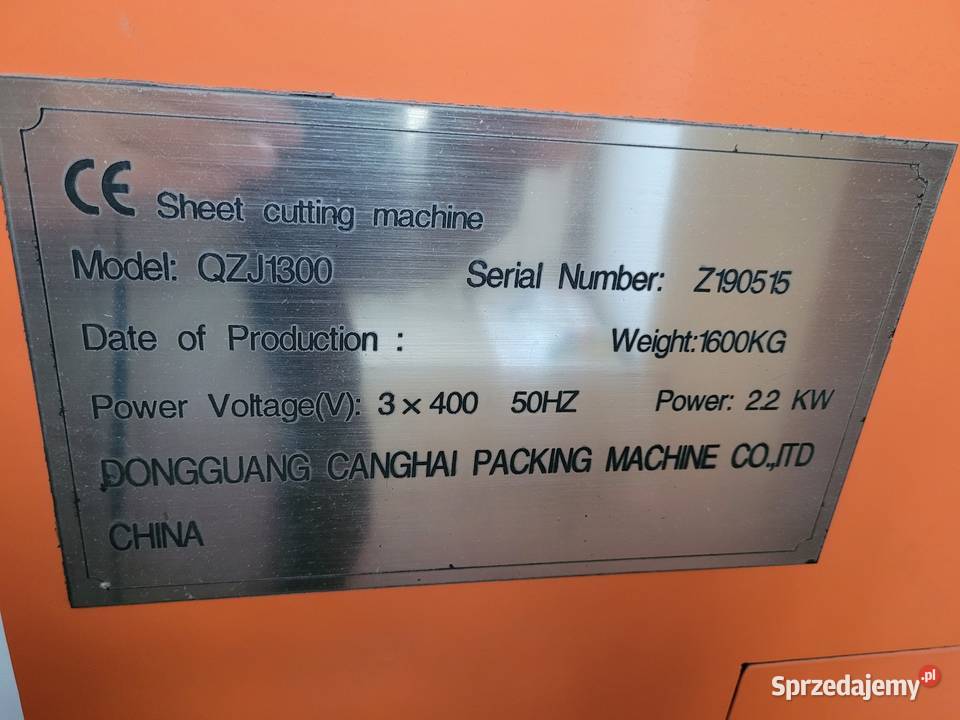 CE Sheet cutting machine
Model: QZJ1300 Serial Number: Z190515
Date of Production : Weight:1600KG
Power Voltage(V): 3×400 50HZ Power: 2.2 KW
DONGGUANG CANGHAI PACKING MACHINE CO.,ITD
CHINA
Sprzedajemy.pl